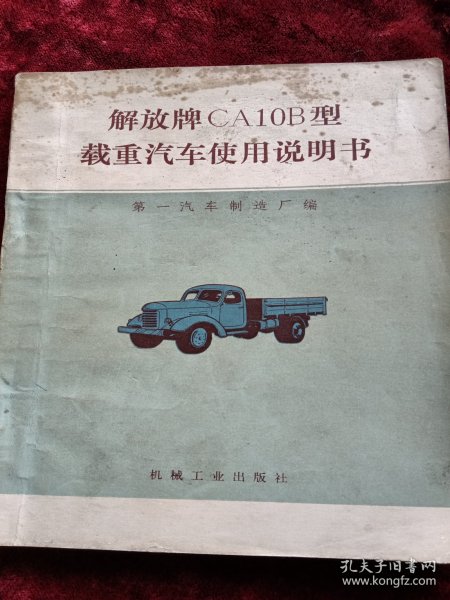 解放牌CA10B型
载重汽车使用说明书
第一汽车制造厂编
机械工业出版社
孔夫子旧书网
www.kongfz.com